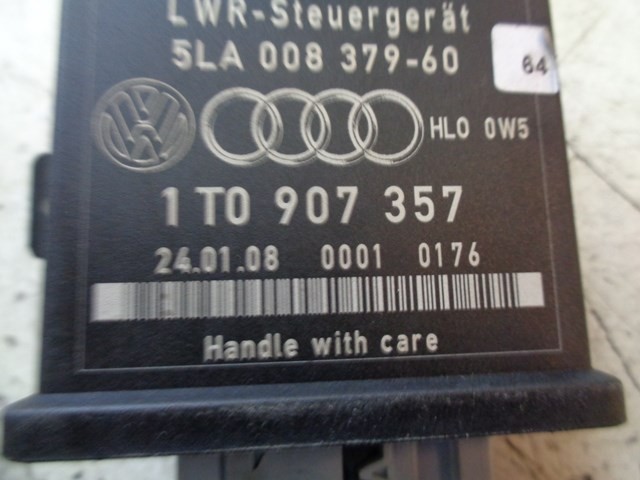 LWR-Steuergerät
5LA 008 379-60
64
HLO 0W5
1T0 907 357
24.01.08 0001 0176
Handle with care